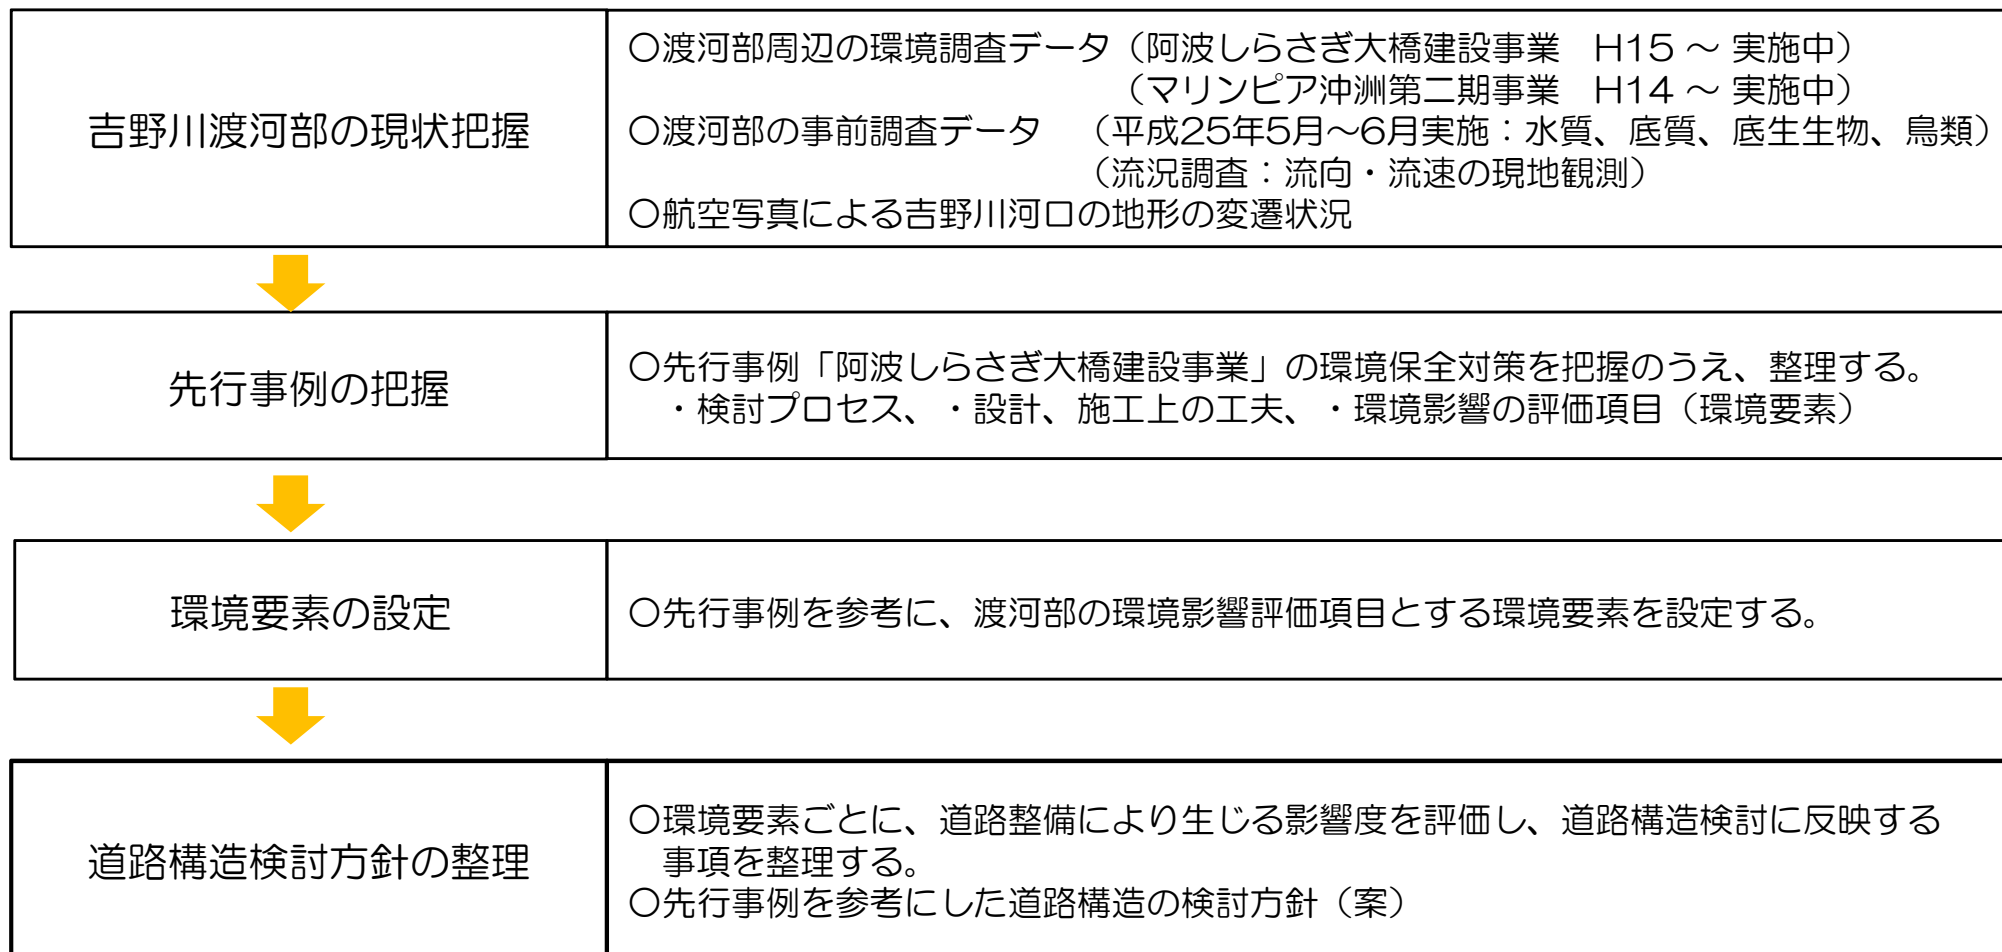 吉野川渡河部の現状把握
○渡河部周辺の環境調査データ（阿波しらさぎ大橋建設事業　H15 ～ 実施中）
（マリンピア沖洲第二期事業　H14 ～ 実施中）
○渡河部の事前調査データ　（平成25年5月～6月実施：水質、底質、底生生物、鳥類）
（流況調査：流向・流速の現地観測）
○航空写真による吉野川河口の地形の変遷状況
先行事例の把握
○先行事例「阿波しらさぎ大橋建設事業」の環境保全対策を把握のうえ、整理する。
・検討プロセス、・設計、施工上の工夫、・環境影響の評価項目（環境要素）
環境要素の設定
○先行事例を参考に、渡河部の環境影響評価項目とする環境要素を設定する。
道路構造検討方針の整理
○環境要素ごとに、道路整備により生じる影響度を評価し、道路構造検討に反映する
事項を整理する。
○先行事例を参考にした道路構造の検討方針（案）